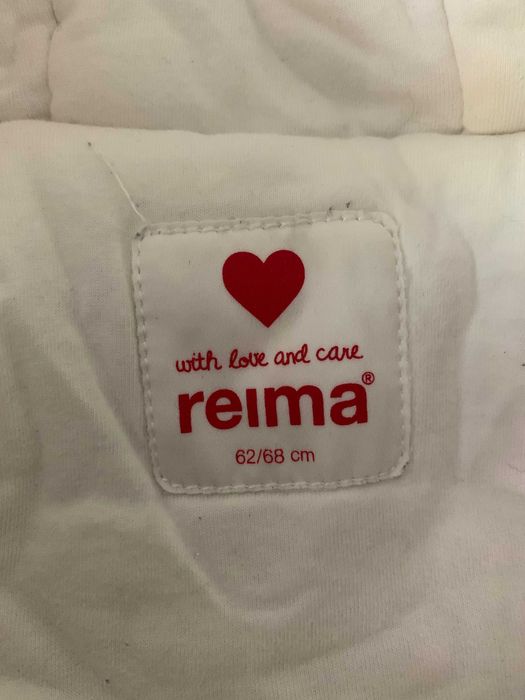 with love and care
reima®
62/68 cm